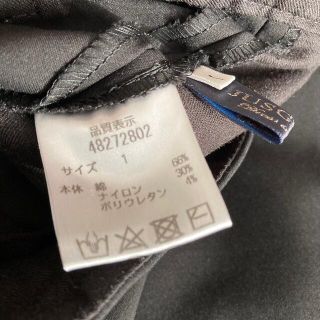 品質表示
48272802
サイズ 1
本体 綿 66%
ナイロン 30%
ポリウレタン 4%